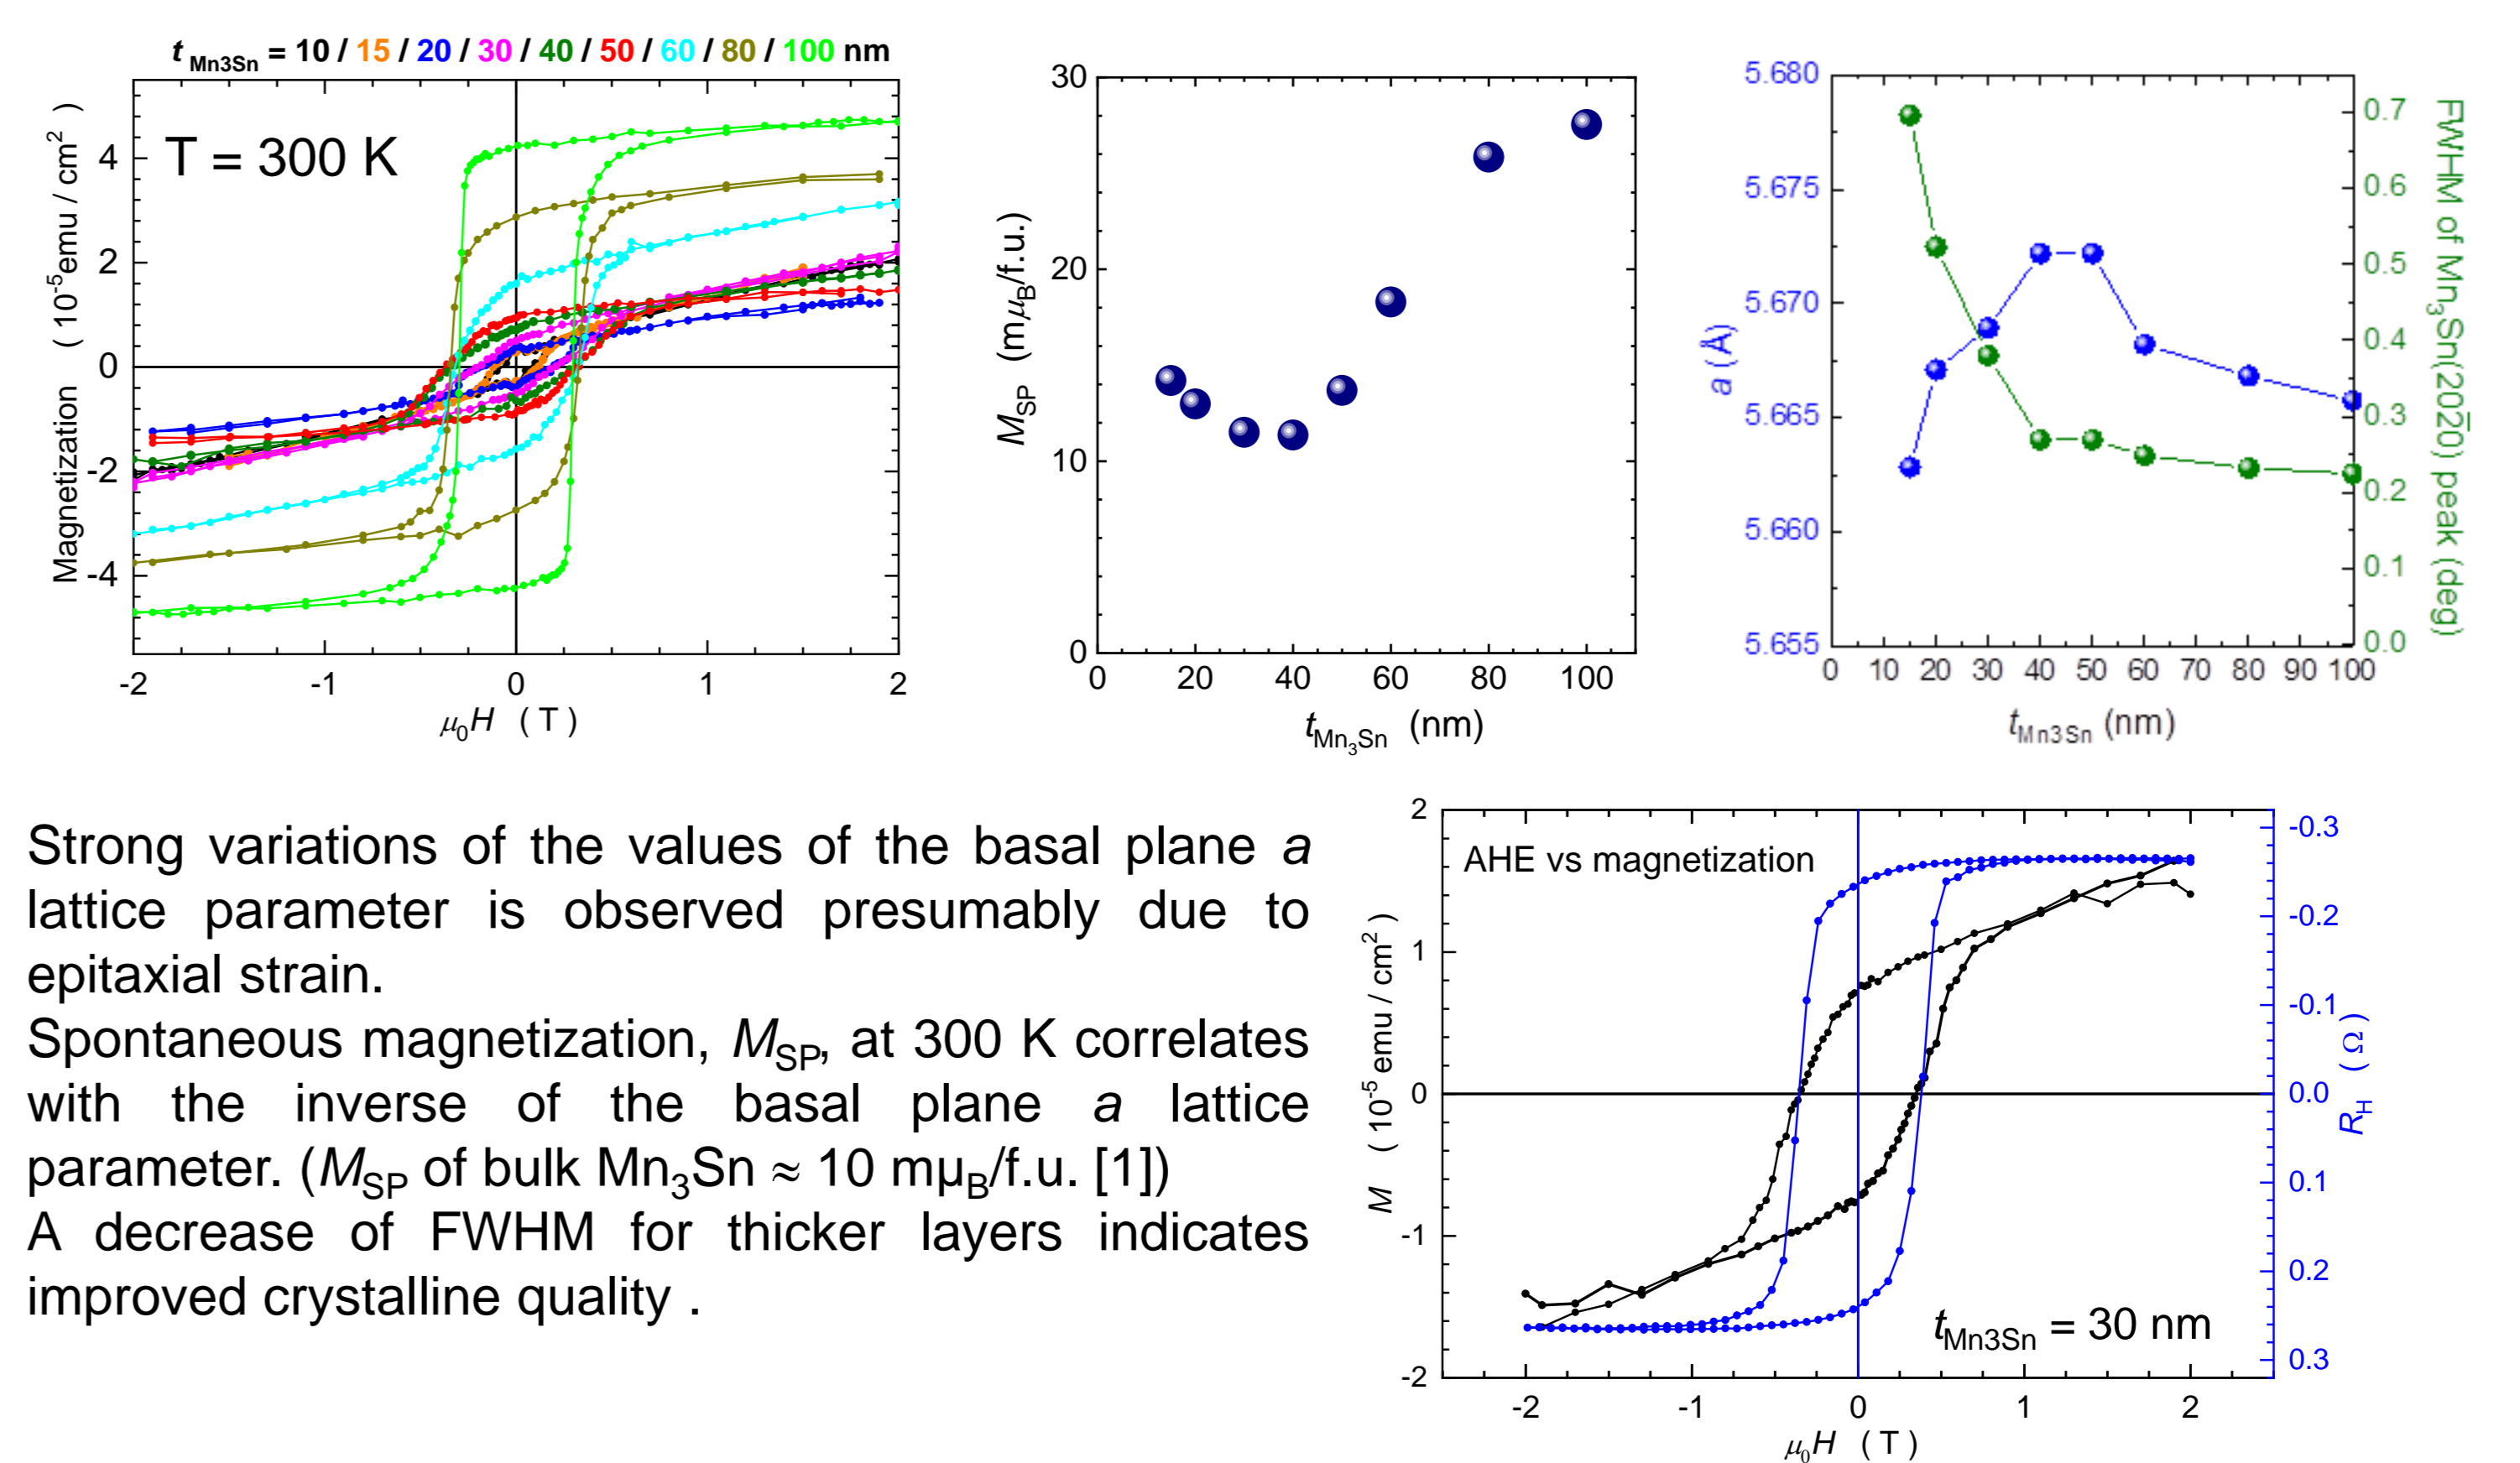 t Mn3Sn = 10 / 15 / 20 / 30 / 40 / 50 / 60 / 80 / 100 nm
T = 300 K
Magnetization ( 10-5emu / cm2 )
4
2
0
-2
-4
-2 -1 0 1 2
μ0H ( T )
MSP (mμB/f.u.)
30
20
10
0
0 20 40 60 80 100
tMn3Sn (nm)
a (Å)
5.680
5.675
5.670
5.665
5.660
5.655
FWHM of Mn3Sn(202̅0) peak (deg)
0.7
0.6
0.5
0.4
0.3
0.2
0.1
0.0
0 10 20 30 40 50 60 70 80 90 100
tMn3Sn (nm)
Strong variations of the values of the basal plane a
lattice parameter is observed presumably due to
epitaxial strain.
Spontaneous magnetization, MSP, at 300 K correlates
with the inverse of the basal plane a lattice
parameter. (MSP of bulk Mn3Sn ≈ 10 mμB/f.u. [1])
A decrease of FWHM for thicker layers indicates
improved crystalline quality .
AHE vs magnetization
M ( 10-5 emu / cm2 )
2
1
0
-1
-2
RH ( Ω )
-0.3
-0.2
-0.1
0.0
0.1
0.2
0.3
tMn3Sn = 30 nm
-2 -1 0 1 2
μ0H ( T )